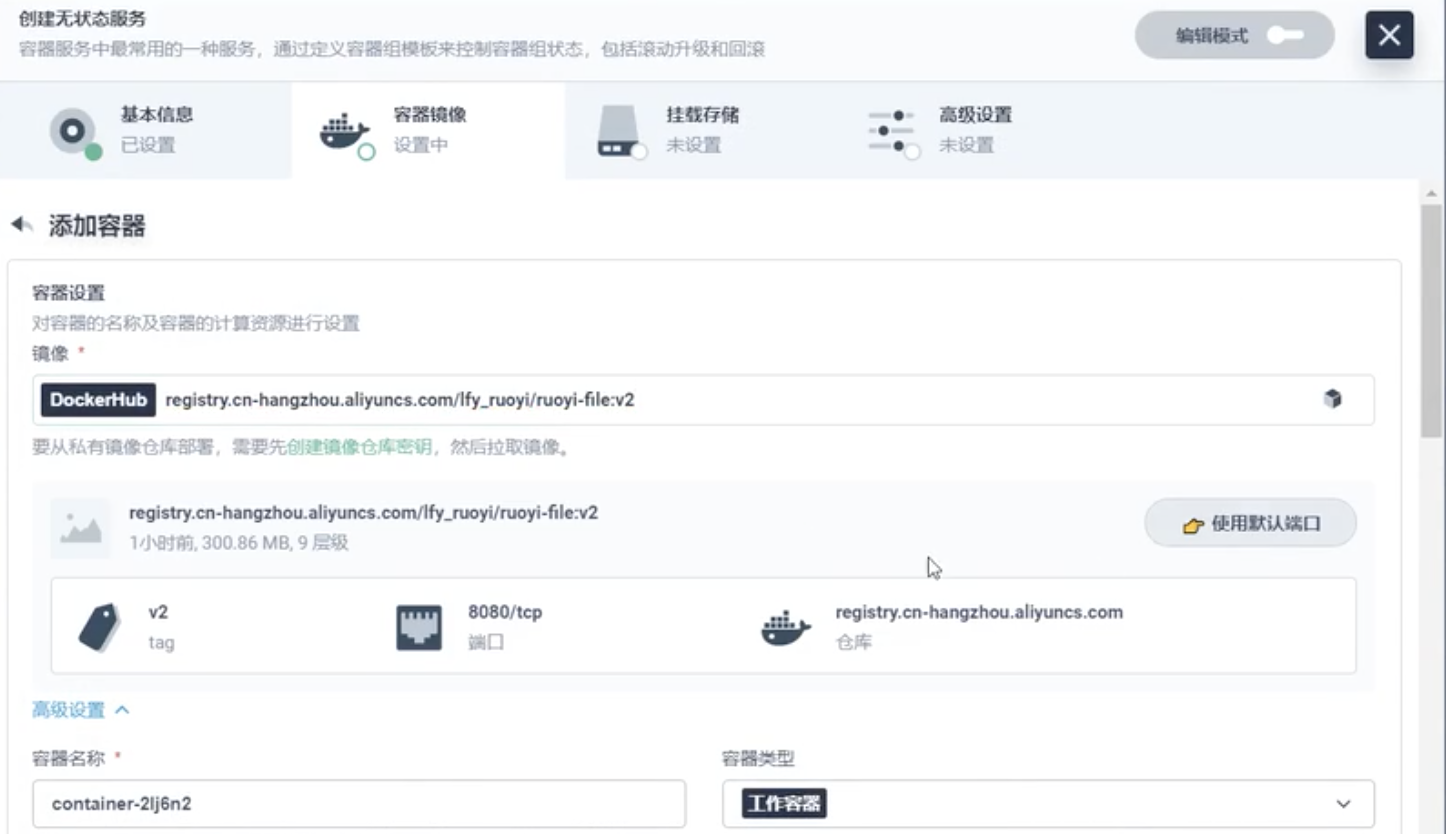 创建无状态服务
容器服务中最常用的一种服务，通过定义容器组模板来控制容器组状态，包括滚动升级和回滚
编辑模式
基本信息
已设置
容器镜像
设置中
挂载存储
未设置
高级设置
未设置
添加容器
容器设置
对容器的名称及容器的计算资源进行设置
镜像 *
DockerHub registry.cn-hangzhou.aliyuncs.com/lfy_ruoyi/ruoyi-file:v2
要从私有镜像仓库部署，需要先创建镜像仓库密钥，然后拉取镜像。
registry.cn-hangzhou.aliyuncs.com/lfy_ruoyi/ruoyi-file:v2
1小时前, 300.86 MB, 9 层级
使用默认端口
v2
tag
8080/tcp
端口
registry.cn-hangzhou.aliyuncs.com
仓库
高级设置
容器名称 *
container-2lj6n2
容器类型
工作容器